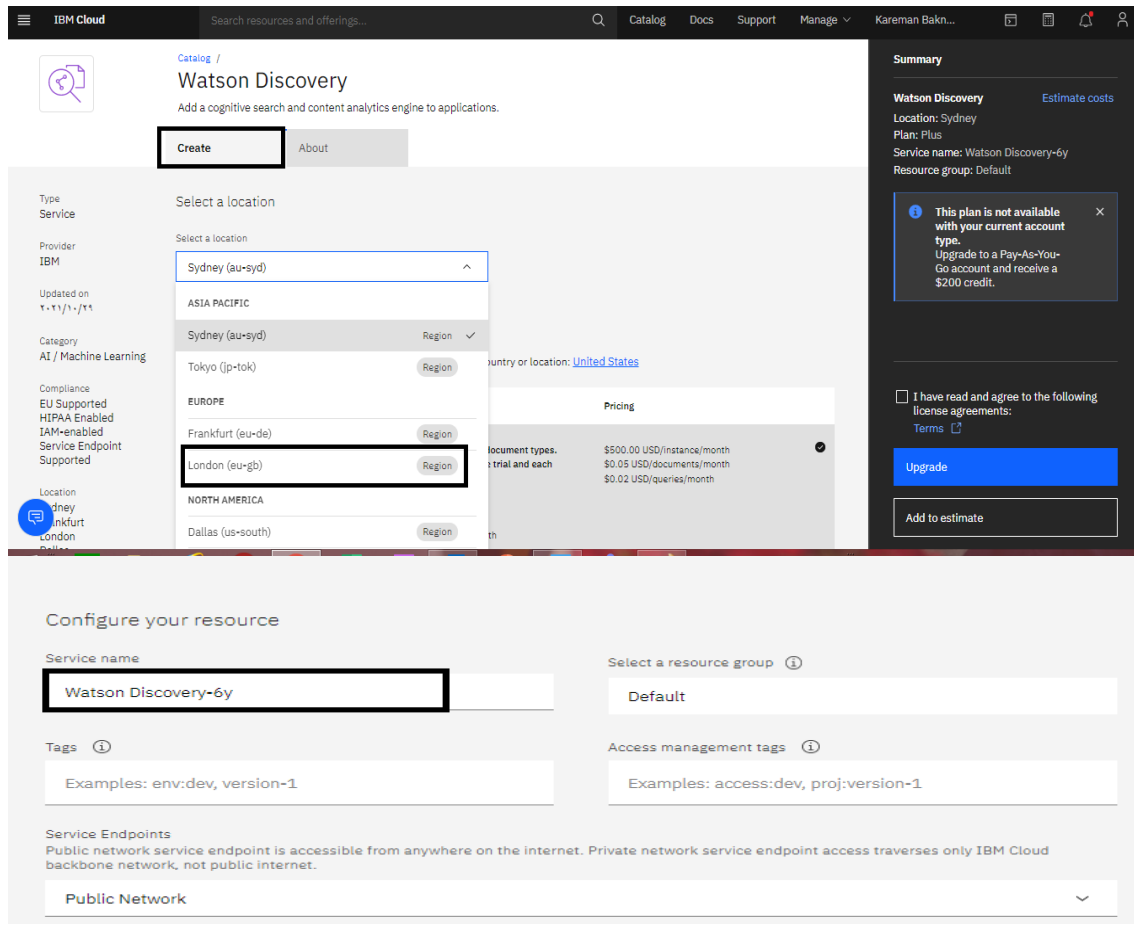 IBM Cloud
Search resources and offerings...
Catalog
Docs
Support
Manage
Kareman Bakn...
Catalog /
Watson Discovery
Add a cognitive search and content analytics engine to applications.
Create
About
Type
Service
Provider
IBM
Updated on
٢٠٢١/١٠/٢٩
Category
AI / Machine Learning
Compliance
EU Supported
HIPAA Enabled
IAM-enabled
Service Endpoint
Supported
Location
dney
nkfurt
London
Dallas
Select a location
Select a location
Sydney (au-syd)
ASIA PACIFIC
Sydney (au-syd) Region
Tokyo (jp-tok) Region
EUROPE
Frankfurt (eu-de) Region
London (eu-gb) Region
NORTH AMERICA
Dallas (us-south) Region
ountry or location: United States
Pricing
document types.
e trial and each
$500.00 USD/instance/month
$0.05 USD/documents/month
$0.02 USD/queries/month
th
Summary
Watson Discovery Estimate costs
Location: Sydney
Plan: Plus
Service name: Watson Discovery-6y
Resource group: Default
This plan is not available
with your current account
type.
Upgrade to a Pay-As-You-
Go account and receive a
$200 credit.
I have read and agree to the following
license agreements:
Terms
Upgrade
Add to estimate
Configure your resource
Service name
Watson Discovery-6y
Select a resource group
Default
Tags
Examples: env:dev, version-1
Access management tags
Examples: access:dev, proj:version-1
Service Endpoints
Public network service endpoint is accessible from anywhere on the internet. Private network service endpoint access traverses only IBM Cloud
backbone network, not public internet.
Public Network